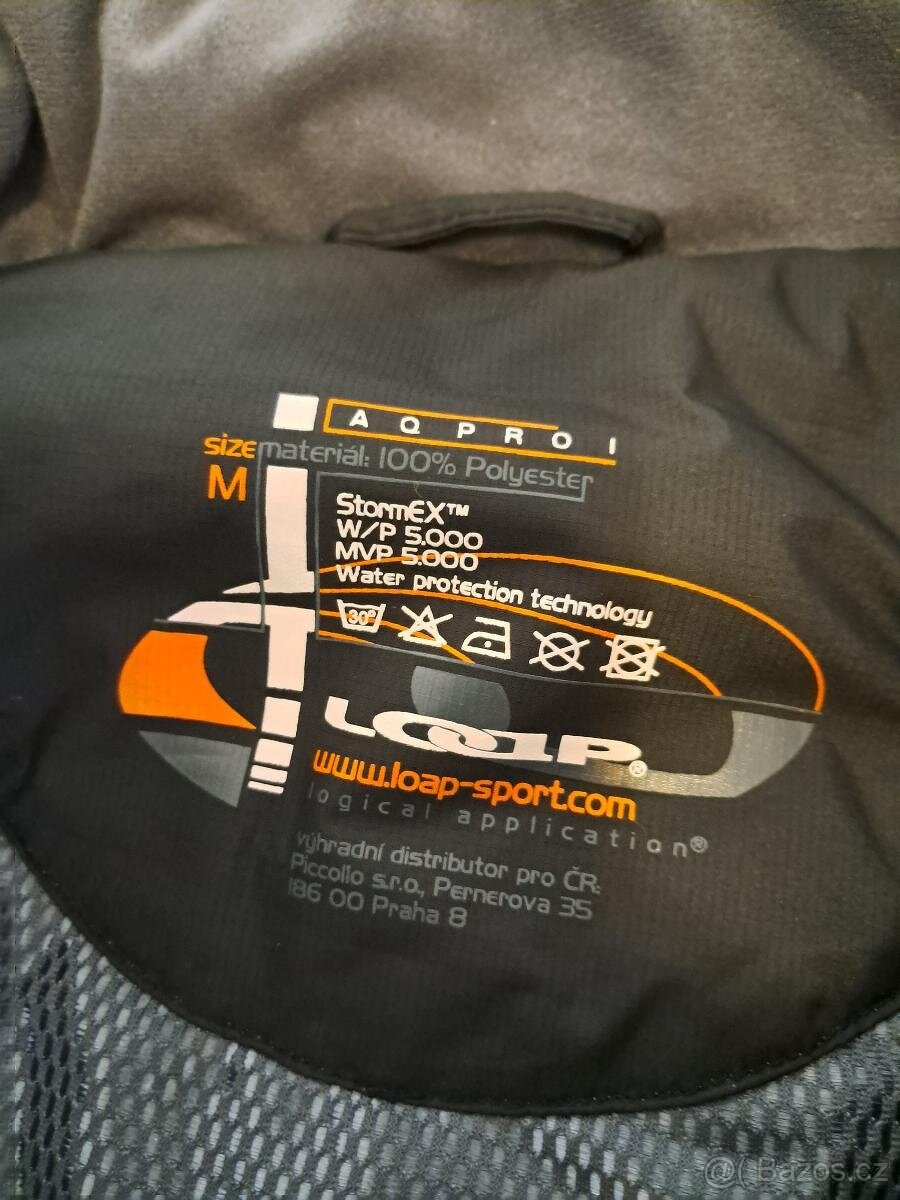 AQPROI
size materiál: 100% Polyester
M
StormEX™
W/P 5.000
MVP 5.000
Water protection technology
30°
LOAP®
www.loap-sport.com
logical application®
výhradní distributor pro ČR:
Piccollo s.r.o., Pernerova 35
186 00 Praha 8
@( Bazos.cz